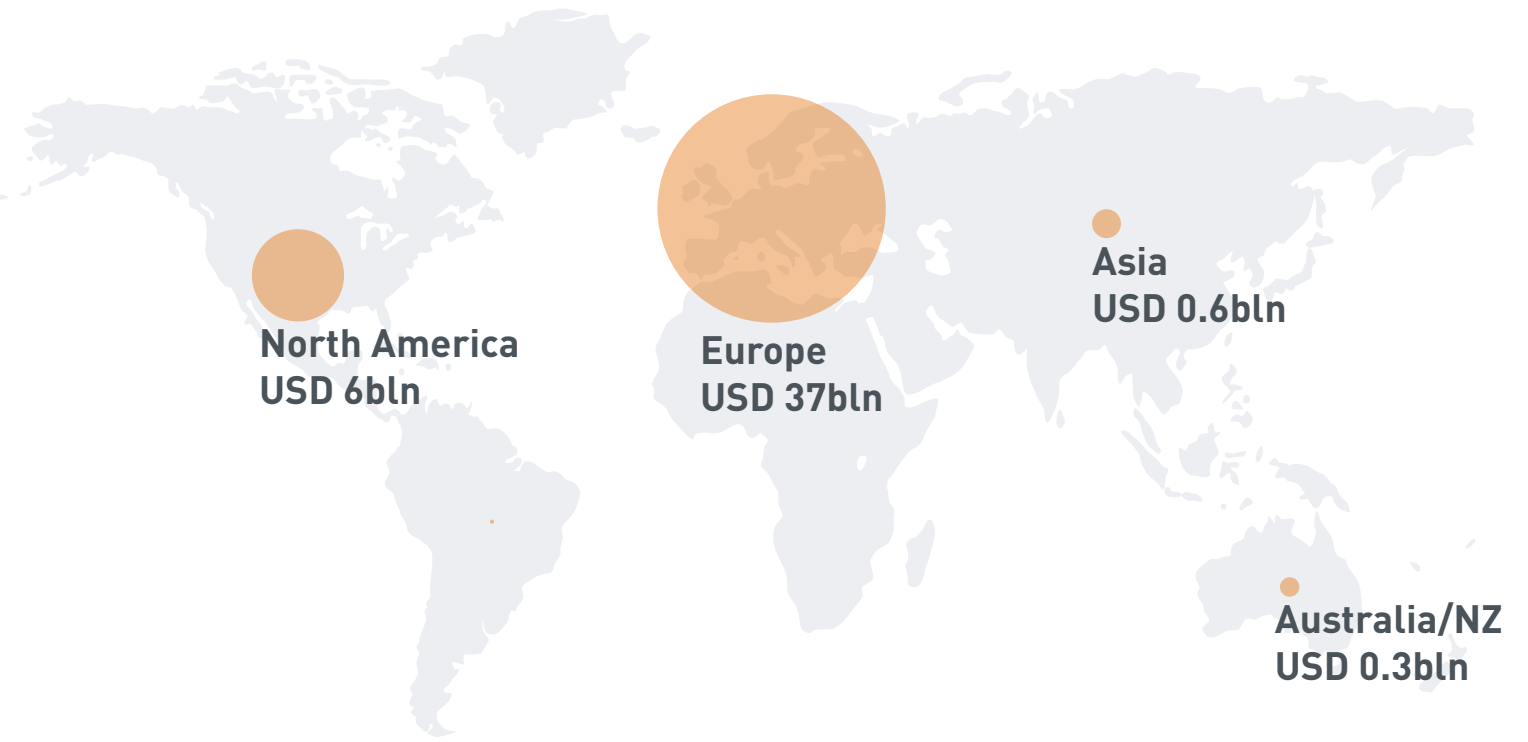 North America
USD 6bln
Europe
USD 37bln
Asia
USD 0.6bln
Australia/NZ
USD 0.3bln